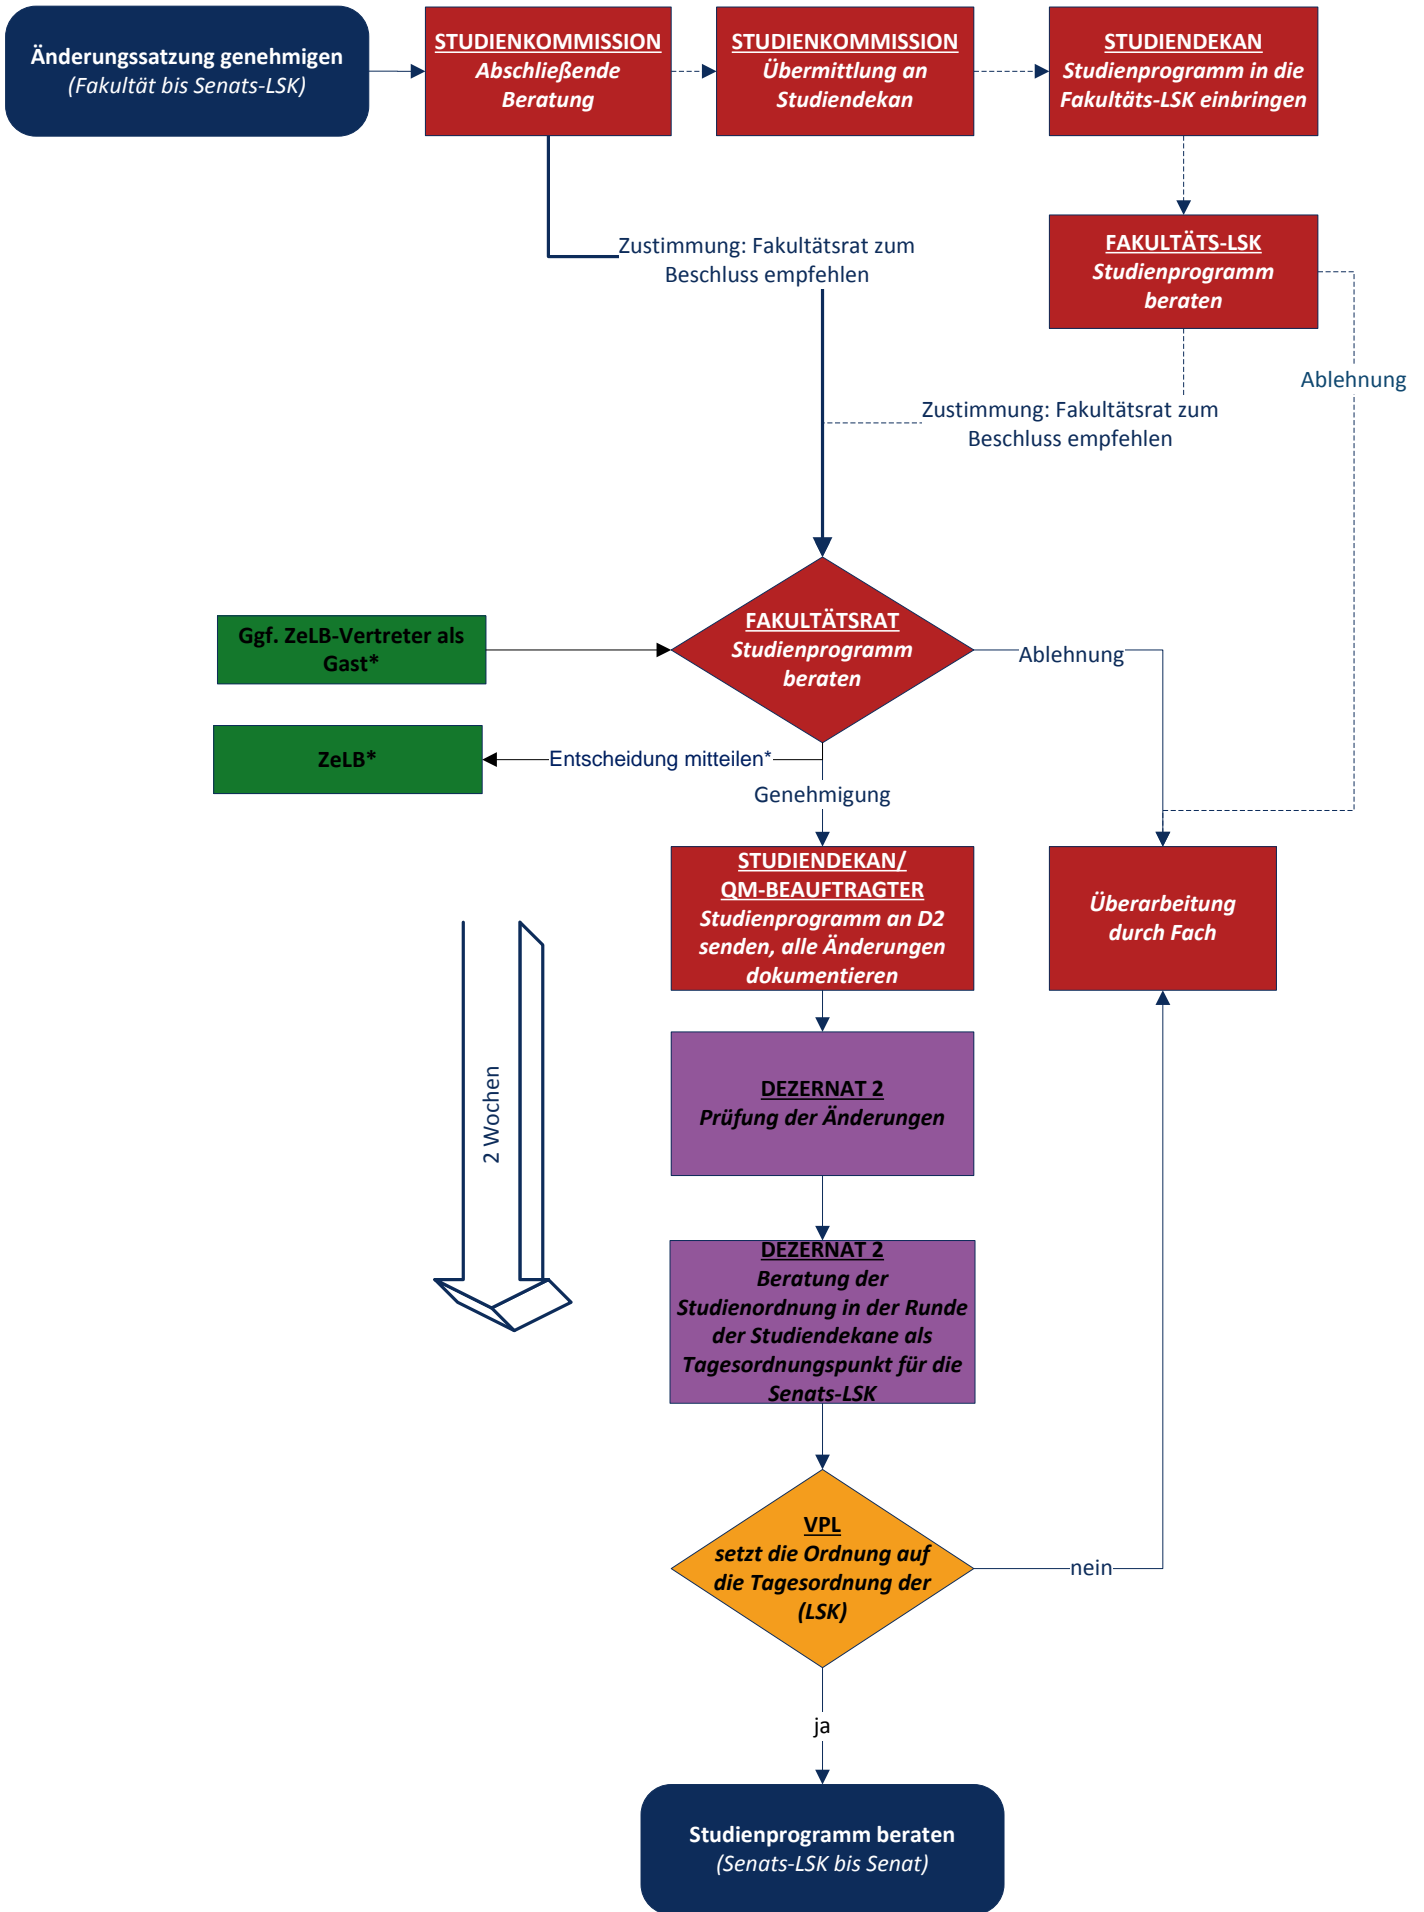 Änderungssatzung genehmigen
(Fakultät bis Senats-LSK)
STUDIENKOMMISSION
Abschließende
Beratung
STUDIENKOMMISSION
Übermittlung an
Studiendekan
STUDIENDEKAN
Studienprogramm in die
Fakultäts-LSK einbringen
Zustimmung: Fakultätsrat zum
Beschluss empfehlen
FAKULTÄTS-LSK
Studienprogramm
beraten
Ablehnung
Zustimmung: Fakultätsrat zum
Beschluss empfehlen
Ggf. ZeLB-Vertreter als
Gast*
FAKULTÄTSRAT
Studienprogramm
beraten
Ablehnung
ZeLB*
Entscheidung mitteilen*
Genehmigung
STUDIENDEKAN/
QM-BEAUFTRAGTER
Studienprogramm an D2
senden, alle Änderungen
dokumentieren
Überarbeitung
durch Fach
2 Wochen
DEZERNAT 2
Prüfung der Änderungen
DEZERNAT 2
Beratung der
Studienordnung in der Runde
der Studiendekane als
Tagesordnungspunkt für die
Senats-LSK
VPL
setzt die Ordnung auf
die Tagesordnung der
(LSK)
nein
ja
Studienprogramm beraten
(Senats-LSK bis Senat)